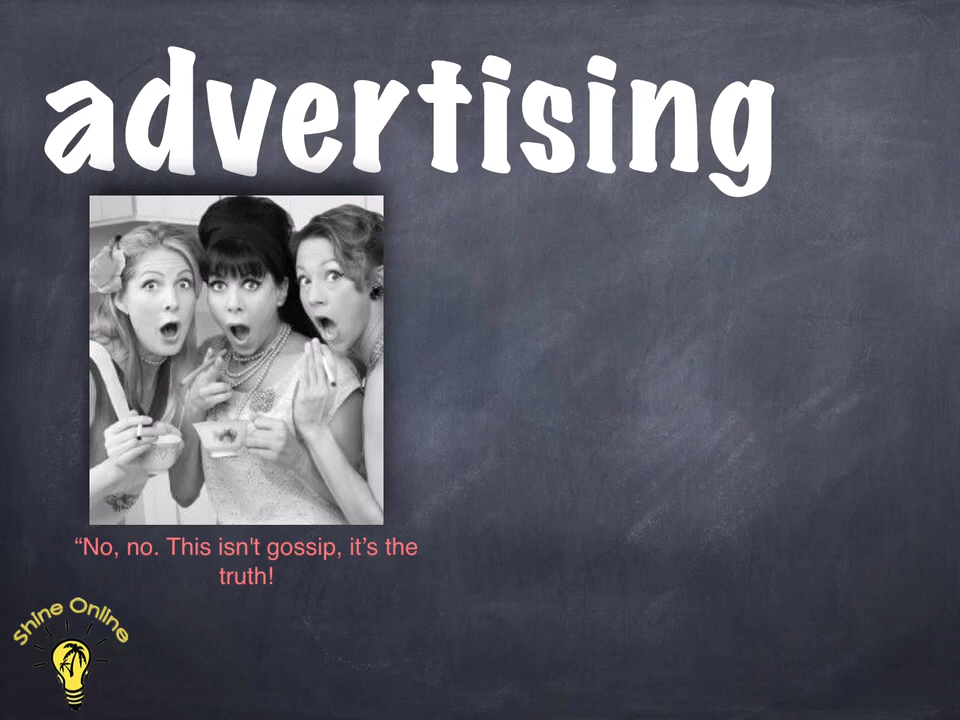 advertising
“No, no. This isn't gossip, it’s the
truth!
Shine Online